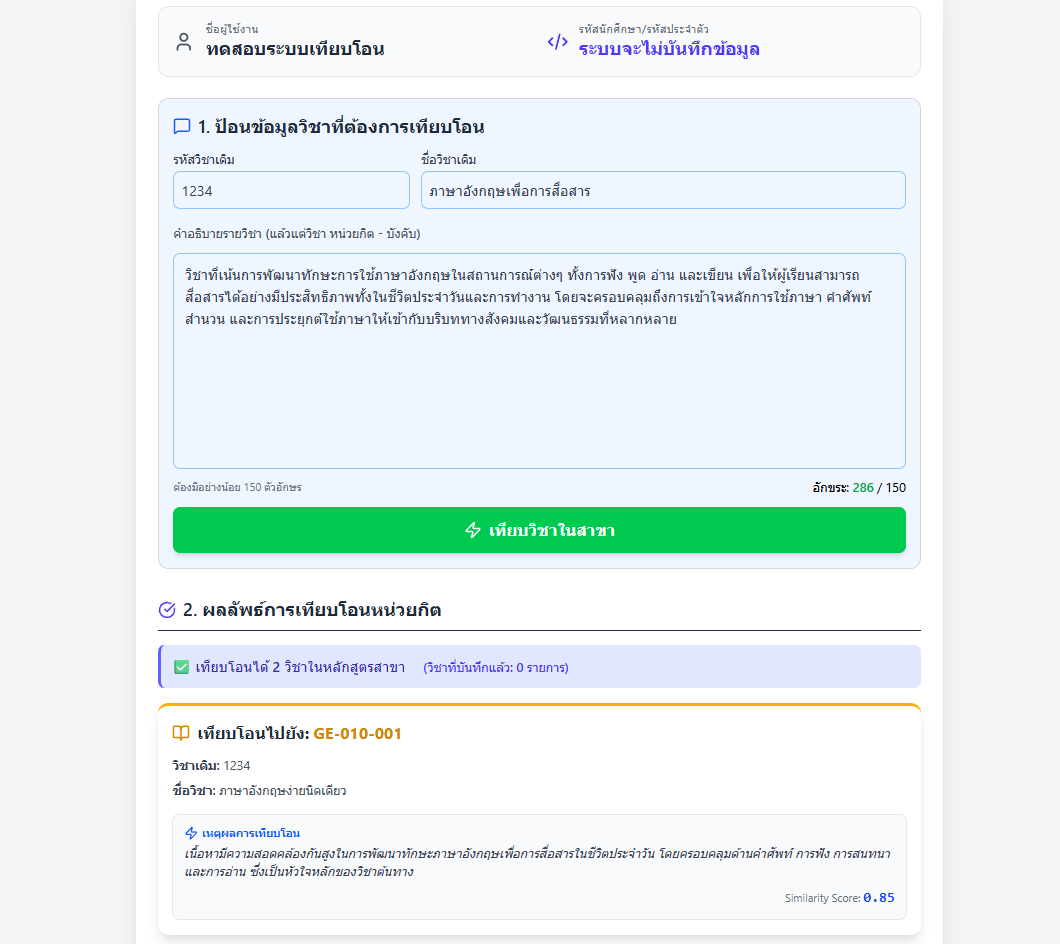 ชื่อผู้ใช้งาน
ทดสอบระบบเทียบโอน
รหัสนักศึกษา/รหัสประจำตัว
ระบบจะไม่บันทึกข้อมูล
1. ป้อนข้อมูลวิชาที่ต้องการเทียบโอน
รหัสวิชาเดิม
ชื่อวิชาเดิม
1234
ภาษาอังกฤษเพื่อการสื่อสาร
คำอธิบายรายวิชา (แล้วแต่วิชา หน่วยกิต - บังคับ)
วิชาที่เน้นการพัฒนาทักษะการใช้ภาษาอังกฤษในสถานการณ์ต่างๆ ทั้งการฟัง พูด อ่าน และเขียน เพื่อให้ผู้เรียนสามารถ
สื่อสารได้อย่างมีประสิทธิภาพทั้งในชีวิตประจำวันและการทำงาน โดยจะครอบคลุมถึงการเข้าใจหลักการใช้ภาษา คำศัพท์
สำนวน และการประยุกต์ใช้ภาษาให้เข้ากับบริบททางสังคมและวัฒนธรรมที่หลากหลาย
ต้องมีอย่างน้อย 150 ตัวอักษร
อักขระ: 286 / 150
เทียบวิชาในสาขา
2. ผลลัพธ์การเทียบโอนหน่วยกิต
✅ เทียบโอนได้ 2 วิชาในหลักสูตรสาขา (วิชาที่บันทึกแล้ว: 0 รายการ)
เทียบโอนไปยัง: GE-010-001
วิชาเดิม: 1234
ชื่อวิชา: ภาษาอังกฤษง่ายนิดเดียว
เหตุผลการเทียบโอน
เนื้อหามีความสอดคล้องกันสูงในการพัฒนาทักษะภาษาอังกฤษเพื่อการสื่อสารในชีวิตประจำวัน โดยครอบคลุมด้านคำศัพท์ การฟัง การสนทนา
และการอ่าน ซึ่งเป็นหัวใจหลักของวิชาต้นทาง
Similarity Score: 0.85